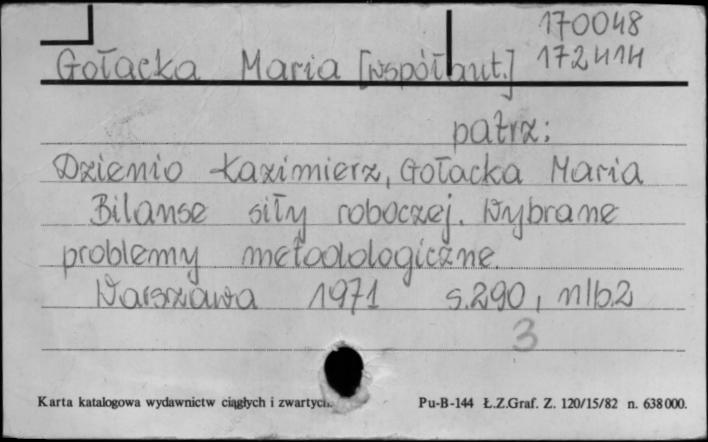 170048
Gołacka Maria [współaut.] 172414
patrz:
Dzienio Kazimierz, Gołacka Maria
Bilanse siły roboczej. Wybrane
problemy metodologiczne.
Warszawa 1971 s.290, nlb.2
3
Karta katalogowa wydawnictw ciągłych i zwartych. Pu-B-144 Ł.Z.Graf. Z. 120/15/82 n. 638000.